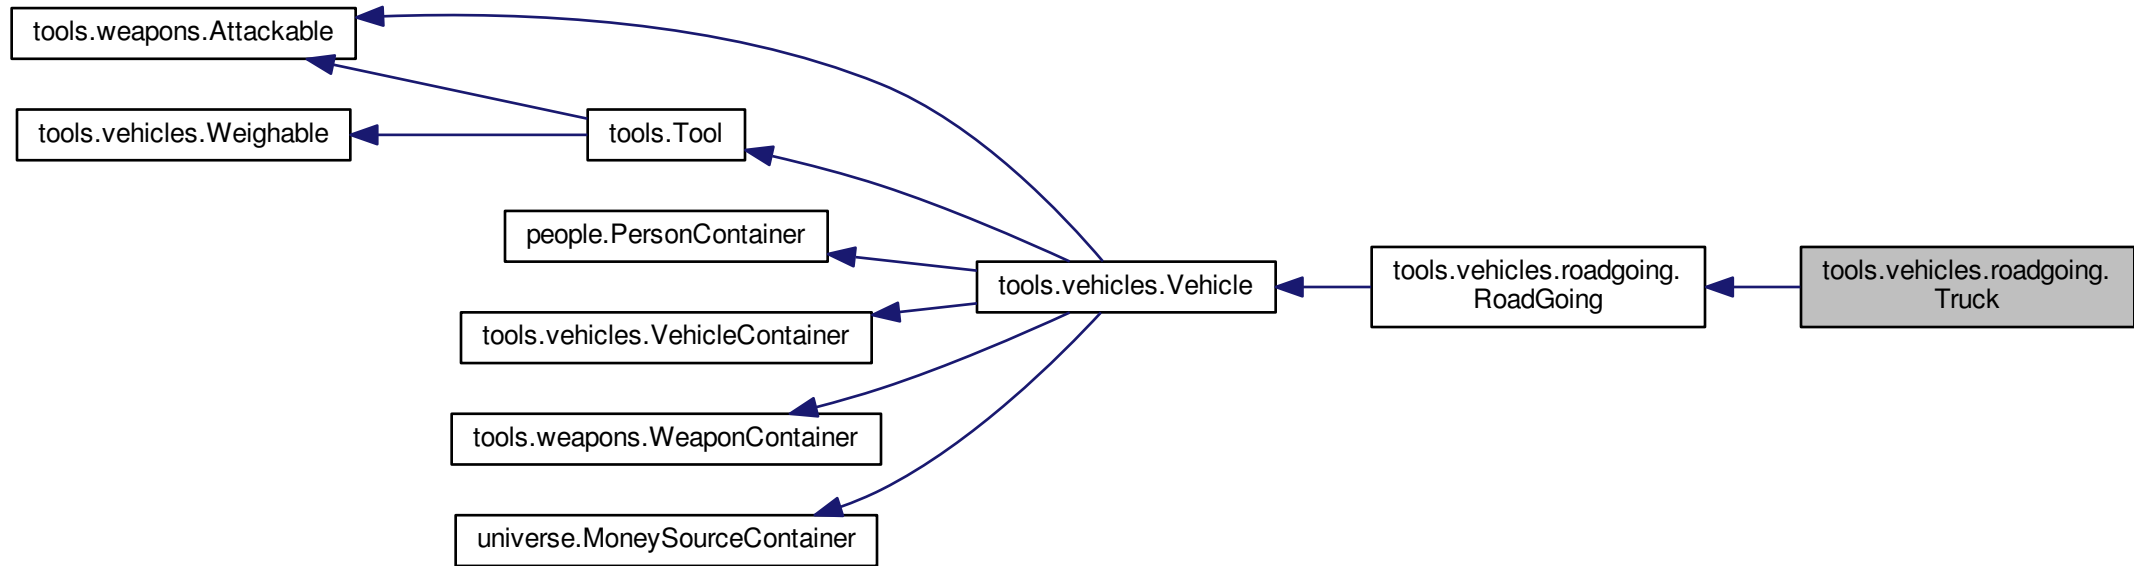 tools.weapons.Attackable
tools.vehicles.Weighable
tools.Tool
people.PersonContainer
tools.vehicles.VehicleContainer
tools.weapons.WeaponContainer
universe.MoneySourceContainer
tools.vehicles.Vehicle
tools.vehicles.roadgoing.
RoadGoing
tools.vehicles.roadgoing.
Truck